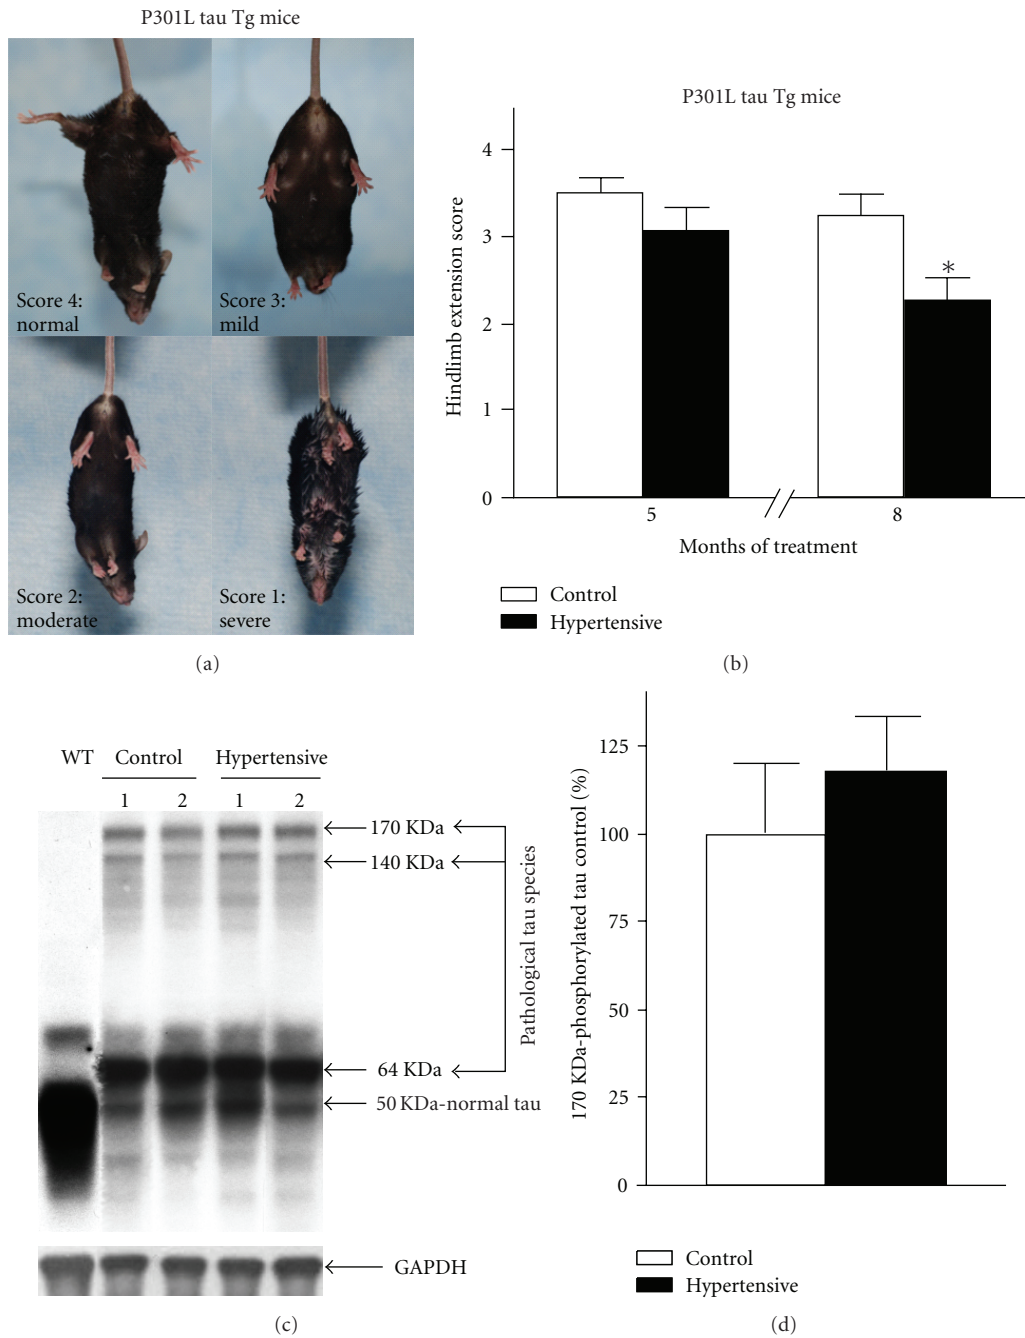 P301L tau Tg mice
Score 4:
normal
Score 3:
mild
Score 2:
moderate
Score 1:
severe
(a)
P301L tau Tg mice
Hindlimb extension score
4
3
2
1
0
*
5
8
Months of treatment
Control
Hypertensive
(b)
WT
Control
Hypertensive
1
2
1
2
170 KDa
140 KDa
64 KDa
50 KDa-normal tau
Pathological tau species
GAPDH
(c)
170 KDa-phosphorylated tau control (%)
125
100
75
50
25
0
Control
Hypertensive
(d)